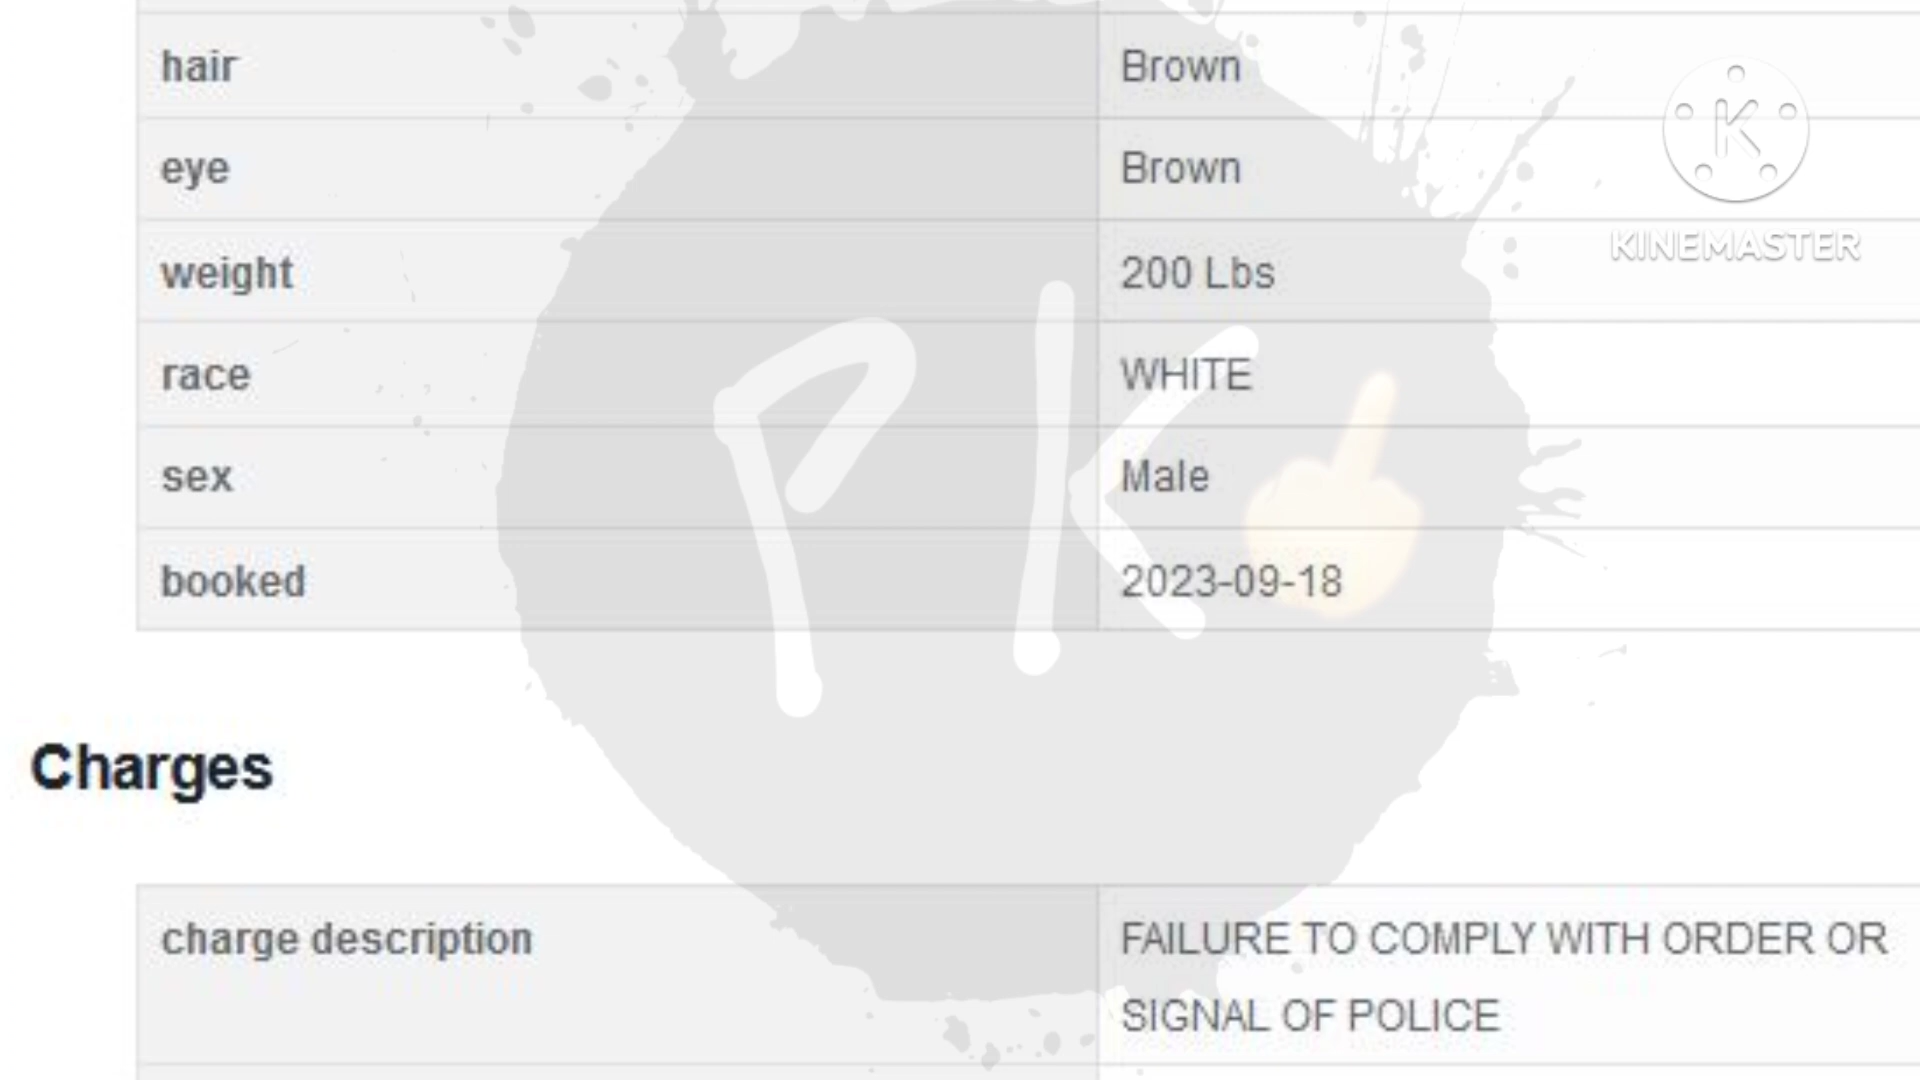 hair Brown
KINEMASTER
eye Brown
weight 200 Lbs
race WHITE
sex Male
booked 2023-09-18
PK
Charges
charge description FAILURE TO COMPLY WITH ORDER OR
SIGNAL OF POLICE